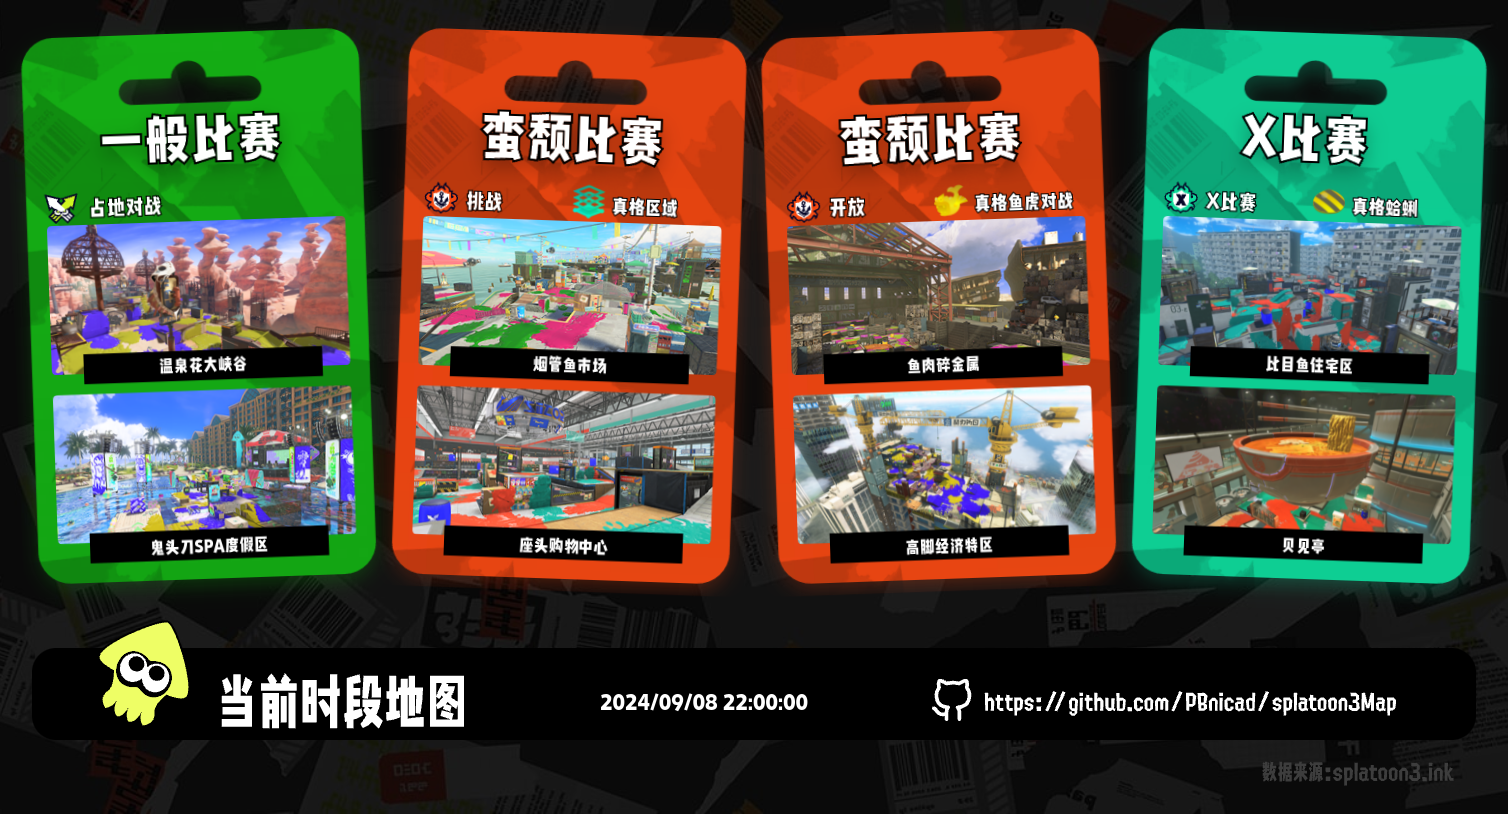 一般比赛
占地对战
温泉花大峡谷
鬼头刀SPA度假区
蛮颓比赛
挑战
真格区域
烟管鱼市场
座头购物中心
蛮颓比赛
开放
真格鱼虎对战
鱼肉碎金属
高脚经济特区
X比赛
X比赛
真格蛤蜊
比目鱼住宅区
贝见亭
当前时段地图
2024/09/08 22:00:00
https://github.com/PBnicad/splatoon3Map
数据来源:splatoon3.ink